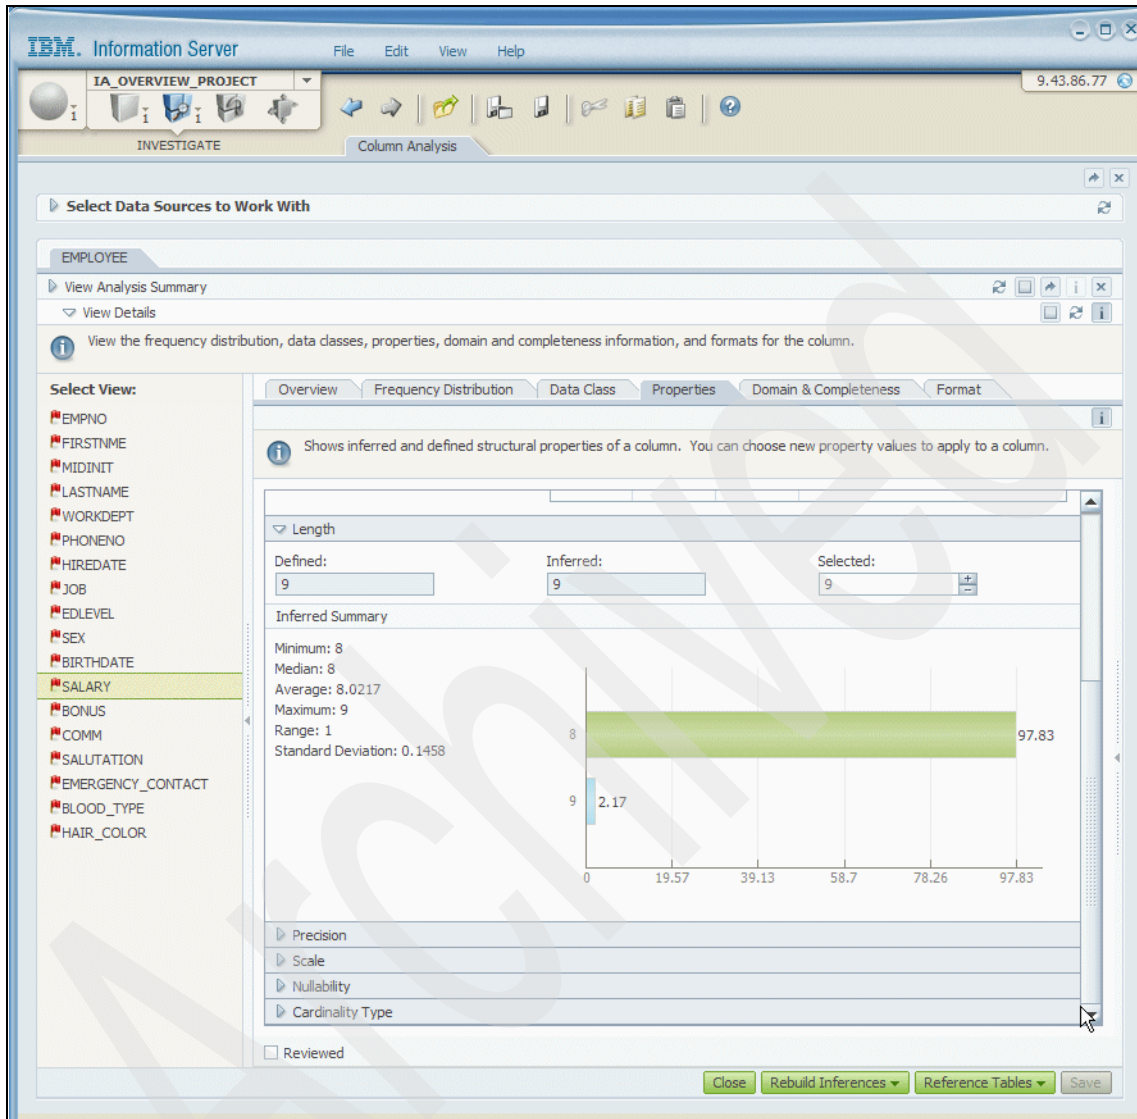 IBM. Information Server File Edit View Help
IA_OVERVIEW_PROJECT 9.43.86.77
INVESTIGATE Column Analysis
Select Data Sources to Work With
EMPLOYEE
View Analysis Summary
View Details
View the frequency distribution, data classes, properties, domain and completeness information, and formats for the column.
Select View:
EMPNO
FIRSTNME
MIDINIT
LASTNAME
WORKDEPT
PHONENO
HIREDATE
JOB
EDLEVEL
SEX
BIRTHDATE
SALARY
BONUS
COMM
SALUTATION
EMERGENCY_CONTACT
BLOOD_TYPE
HAIR_COLOR
Overview Frequency Distribution Data Class Properties Domain & Completeness Format
Shows inferred and defined structural properties of a column. You can choose new property values to apply to a column.
Length
Defined: Inferred: Selected:
9 9 9
Inferred Summary
Minimum: 8
Median: 8
Average: 8.0217
Maximum: 9
Range: 1
Standard Deviation: 0.1458
8 97.83
9 2.17
0 19.57 39.13 58.7 78.26 97.83
Precision
Scale
Nullability
Cardinality Type
Reviewed
Close Rebuild Inferences Reference Tables Save
Archived